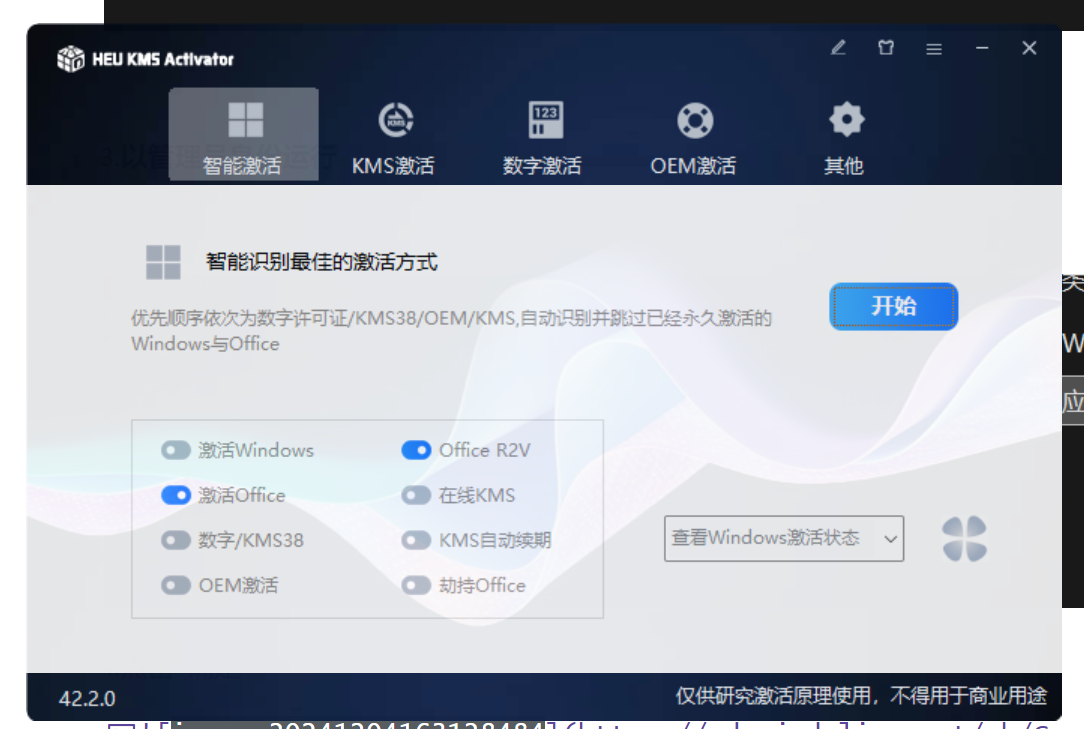 HEU KMS Activator
智能激活
KMS激活
数字激活
OEM激活
其他
智能识别最佳的激活方式
优先顺序依次为数字许可证/KMS38/OEM/KMS,自动识别并跳过已经永久激活的
Windows与Office
开始
激活Windows
Office R2V
激活Office
在线KMS
数字/KMS38
KMS自动续期
OEM激活
劫持Office
查看Windows激活状态
42.2.0
仅供研究激活原理使用，不得用于商业用途
W
应